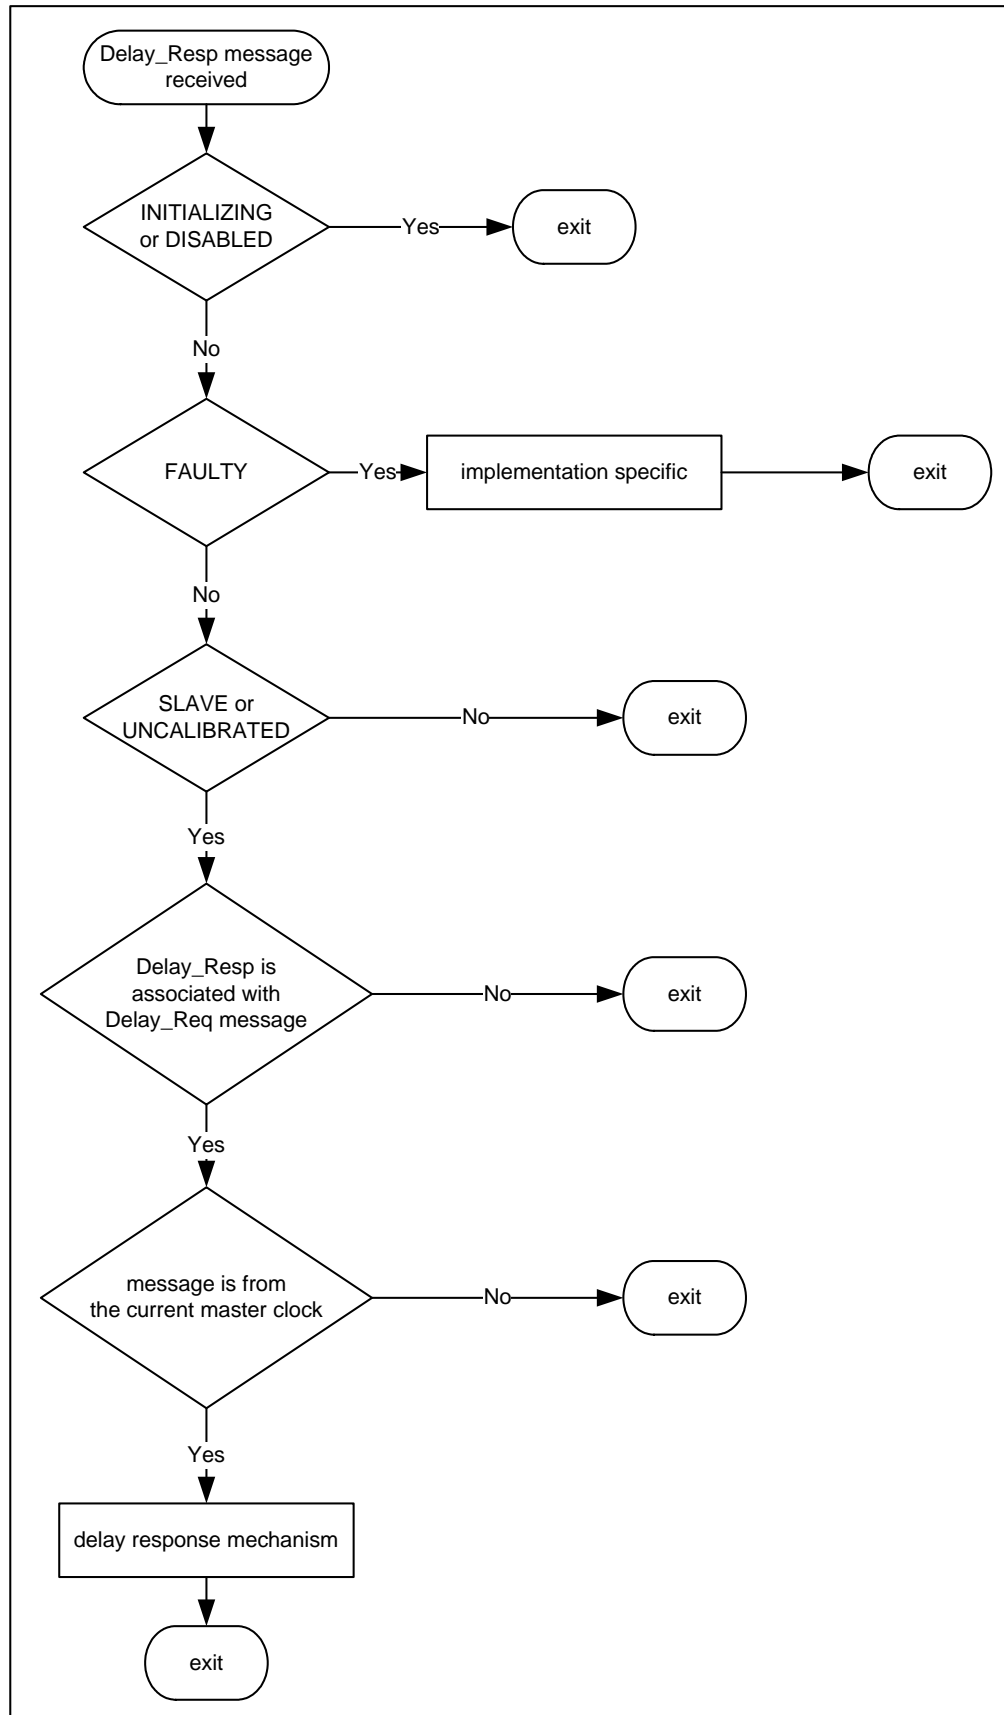 Delay_Resp message
received
INITIALIZING
or DISABLED
Yes
exit
No
FAULTY
Yes
implementation specific
exit
No
SLAVE or
UNCALIBRATED
No
exit
Yes
Delay_Resp is
associated with
Delay_Req message
No
exit
Yes
message is from
the current master clock
No
exit
Yes
delay response mechanism
exit